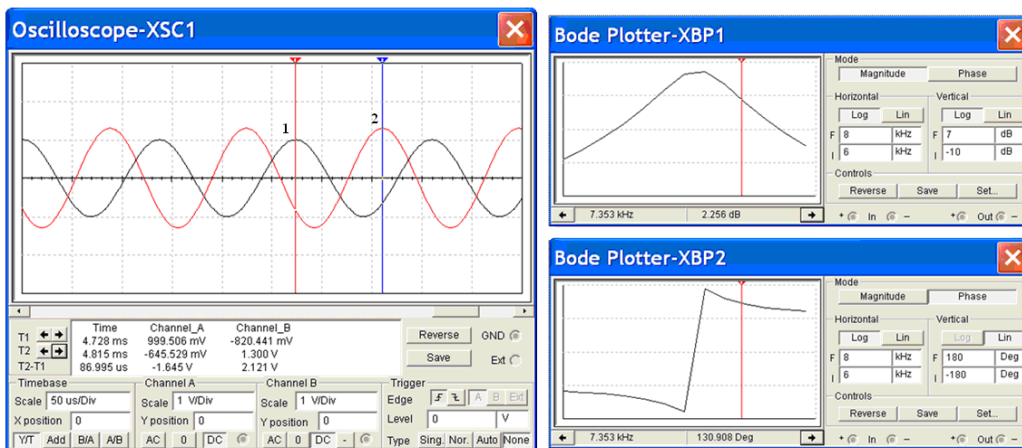 Oscilloscope-XSC1
1
2
Time Channel_A Channel_B
T1 4.728 ms 999.506 mV -820.441 mV
T2 4.815 ms -645.529 mV 1.300 V
T2-T1 86.995 us -1.645 V 2.121 V
Reverse
Save
GND
Ext
Timebase
Scale 50 us/Div
X position 0
Y/T Add B/A A/B
Channel A
Scale 1 V/Div
Y position 0
AC 0 DC
Channel B
Scale 1 V/Div
Y position 0
AC 0 DC -
Trigger
Edge A B Ext
Level 0 V
Type Sing. Nor. Auto None
Bode Plotter-XBP1
Mode
Magnitude Phase
Horizontal Vertical
Log Lin Log Lin
F 8 kHz F 7 dB
I 6 kHz I -10 dB
Controls
Reverse Save Set...
7.353 kHz 2.256 dB
+ In - + Out -
Bode Plotter-XBP2
Mode
Magnitude Phase
Horizontal Vertical
Log Lin Log Lin
F 8 kHz F 180 Deg
I 6 kHz I -180 Deg
Controls
Reverse Save Set...
7.353 kHz 130.908 Deg
+ In - + Out -